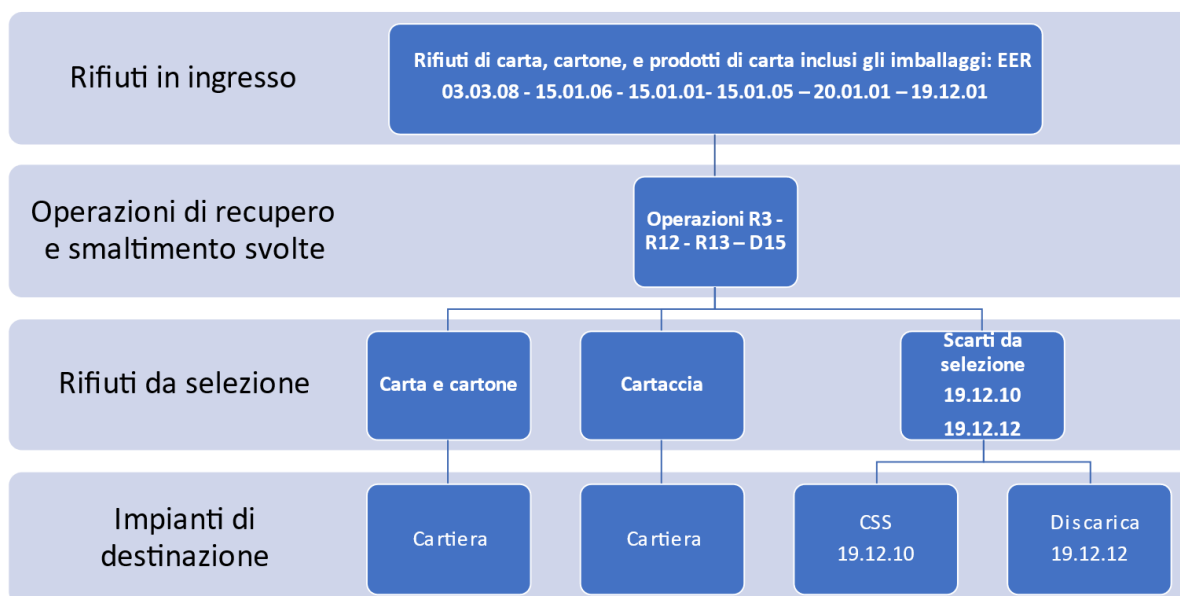 Rifiuti in ingresso
Rifiuti di carta, cartone, e prodotti di carta inclusi gli imballaggi: EER
03.03.08 - 15.01.06 - 15.01.01- 15.01.05 – 20.01.01 – 19.12.01
Operazioni di recupero
e smaltimento svolte
Operazioni R3 -
R12 - R13 – D15
Rifiuti da selezione
Carta e cartone
Cartaccia
Scarti da
selezione
19.12.10
19.12.12
Impianti di
destinazione
Cartiera
Cartiera
CSS
19.12.10
Discarica
19.12.12